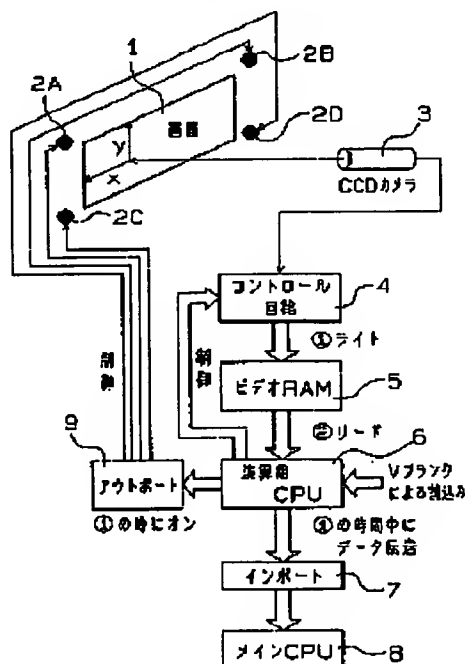 1
2A
2B
画面
2D
y
x
3
CCDカメラ
2C
コントロール
回路
4
①ライト
制御
制御
ビデオRAM
5
②リード
9
6
演算用
CPU
Vブランク
による割込み
アウトポート
①の時にオン
①の時間中に
データ伝送
インポート
7
メインCPU
8